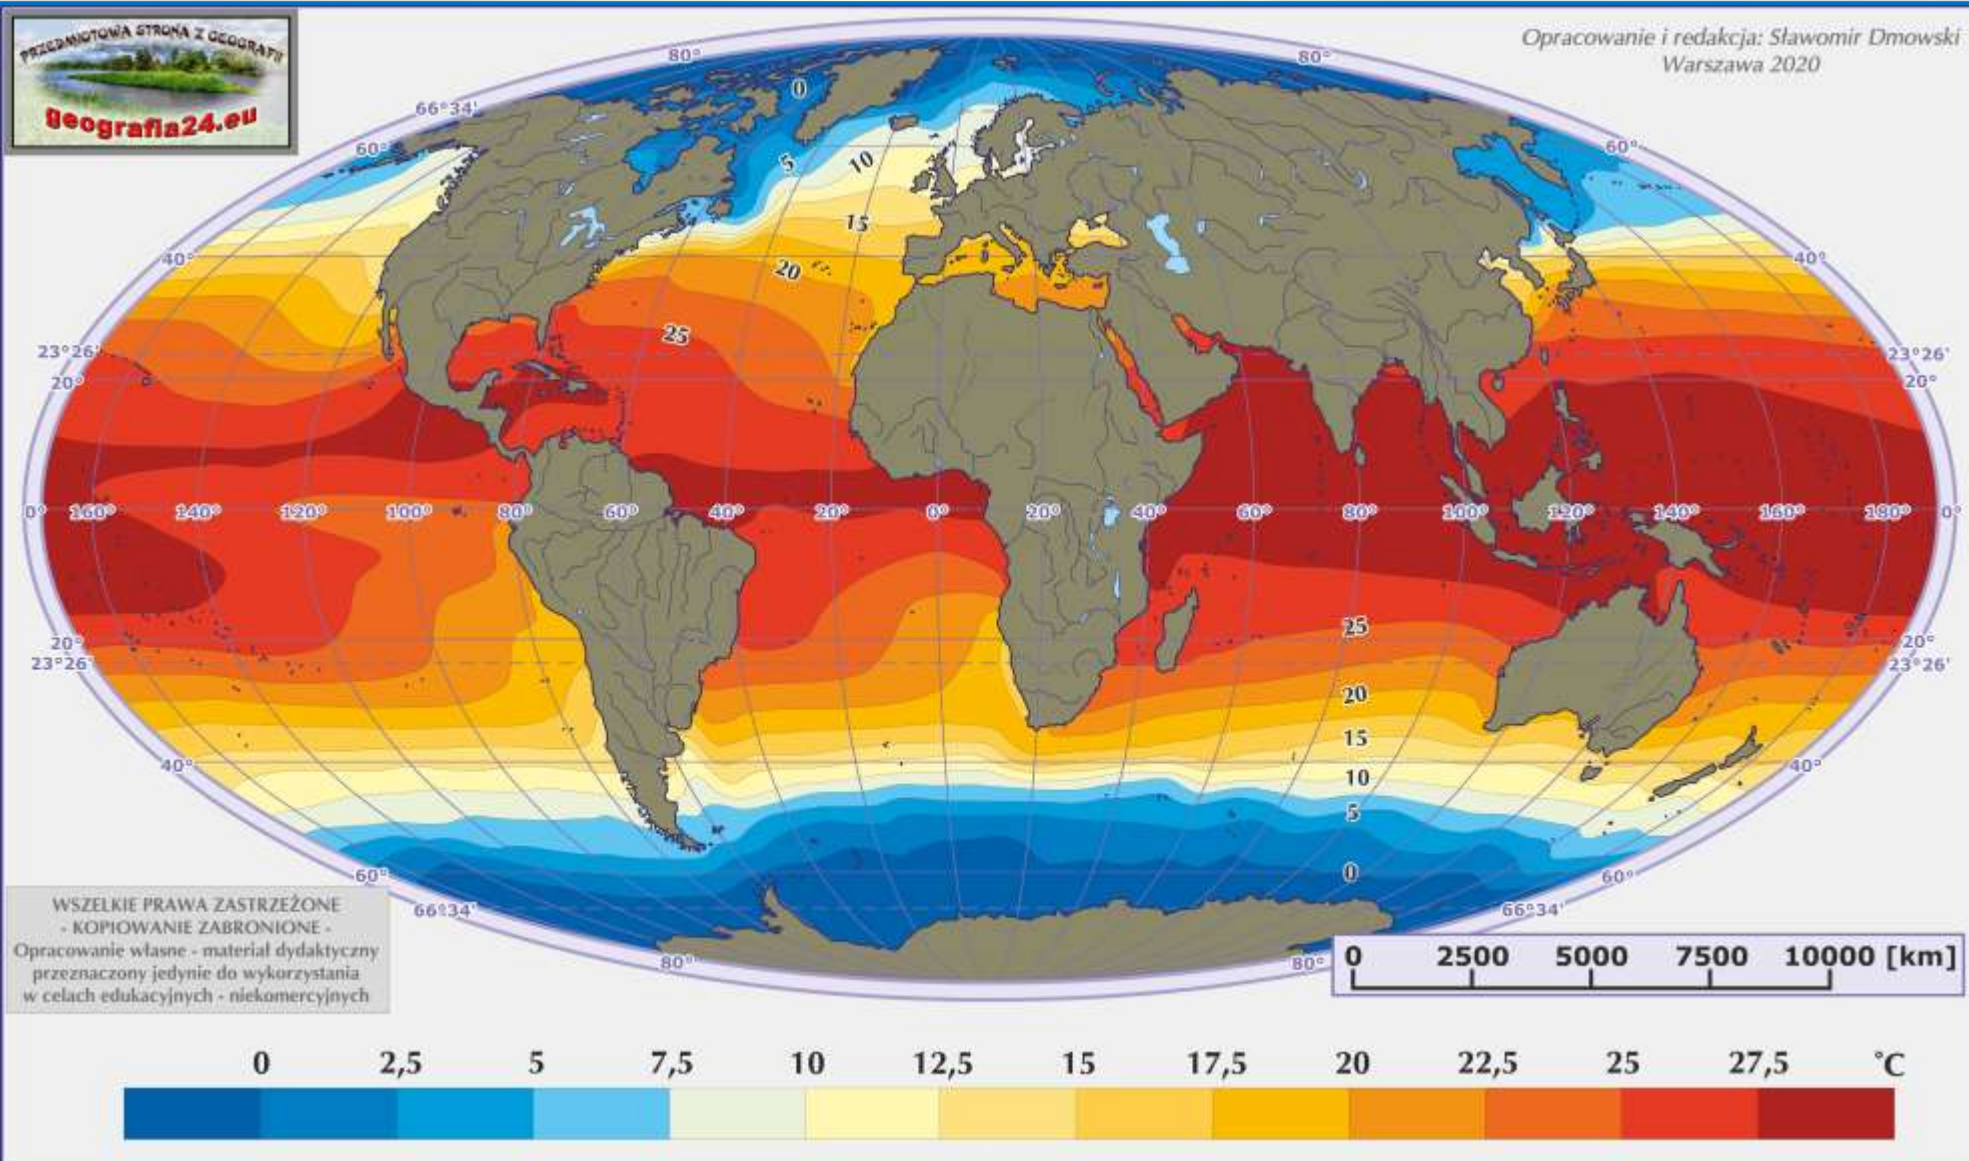 PRZEDMIOTOWA STRONA Z GEOGRAFII
geografia24.eu
Opracowanie i redakcja: Sławomir Dmowski
Warszawa 2020
80° 80°
66°34'
60° 60°
40° 40°
23°26' 23°26'
20° 20°
0° 160° 140° 120° 100° 80° 60° 40° 20° 0° 20° 40° 60° 80° 100° 120° 140° 160° 180° 0°
20° 20°
23°26' 23°26'
40° 40°
60° 60°
66°34' 66°34'
80° 80°
0
5
10
15
20
25
25
20
15
10
5
0
WSZELKIE PRAWA ZASTRZEŻONE
- KOPIOWANIE ZABRONIONE -
Opracowanie własne - materiał dydaktyczny
przeznaczony jedynie do wykorzystania
w celach edukacyjnych - niekomercyjnych
0 2500 5000 7500 10000 [km]
0 2,5 5 7,5 10 12,5 15 17,5 20 22,5 25 27,5 °C